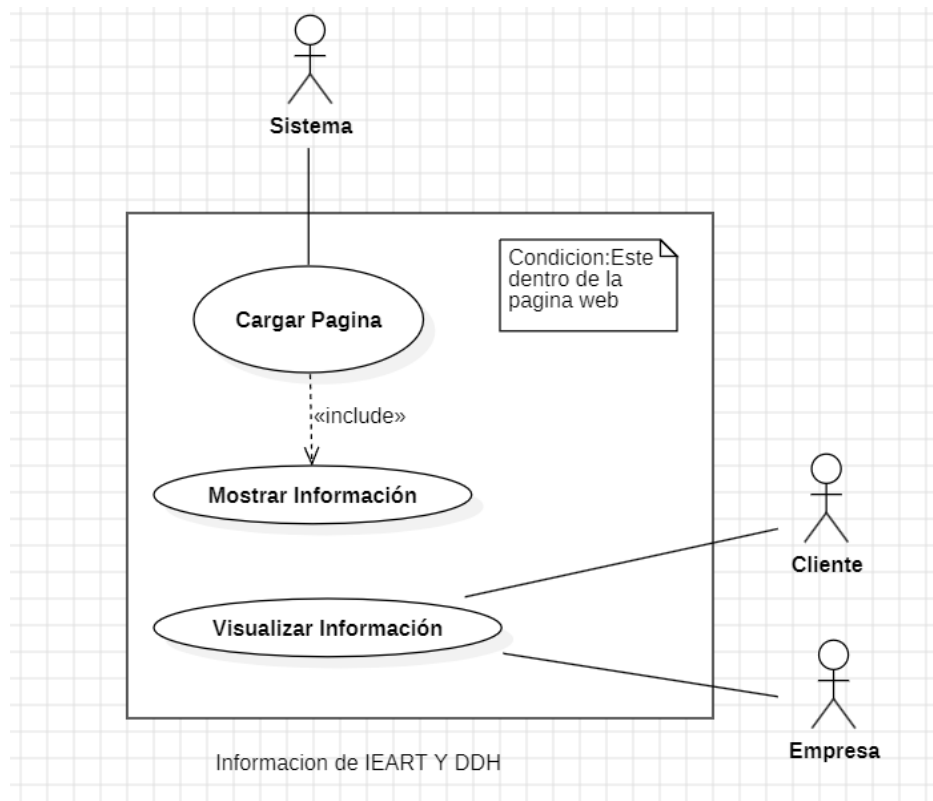 Sistema
Condicion:Este
dentro de la
pagina web
Cargar Pagina
«include»
Mostrar Información
Cliente
Visualizar Información
Empresa
Informacion de IEART Y DDH